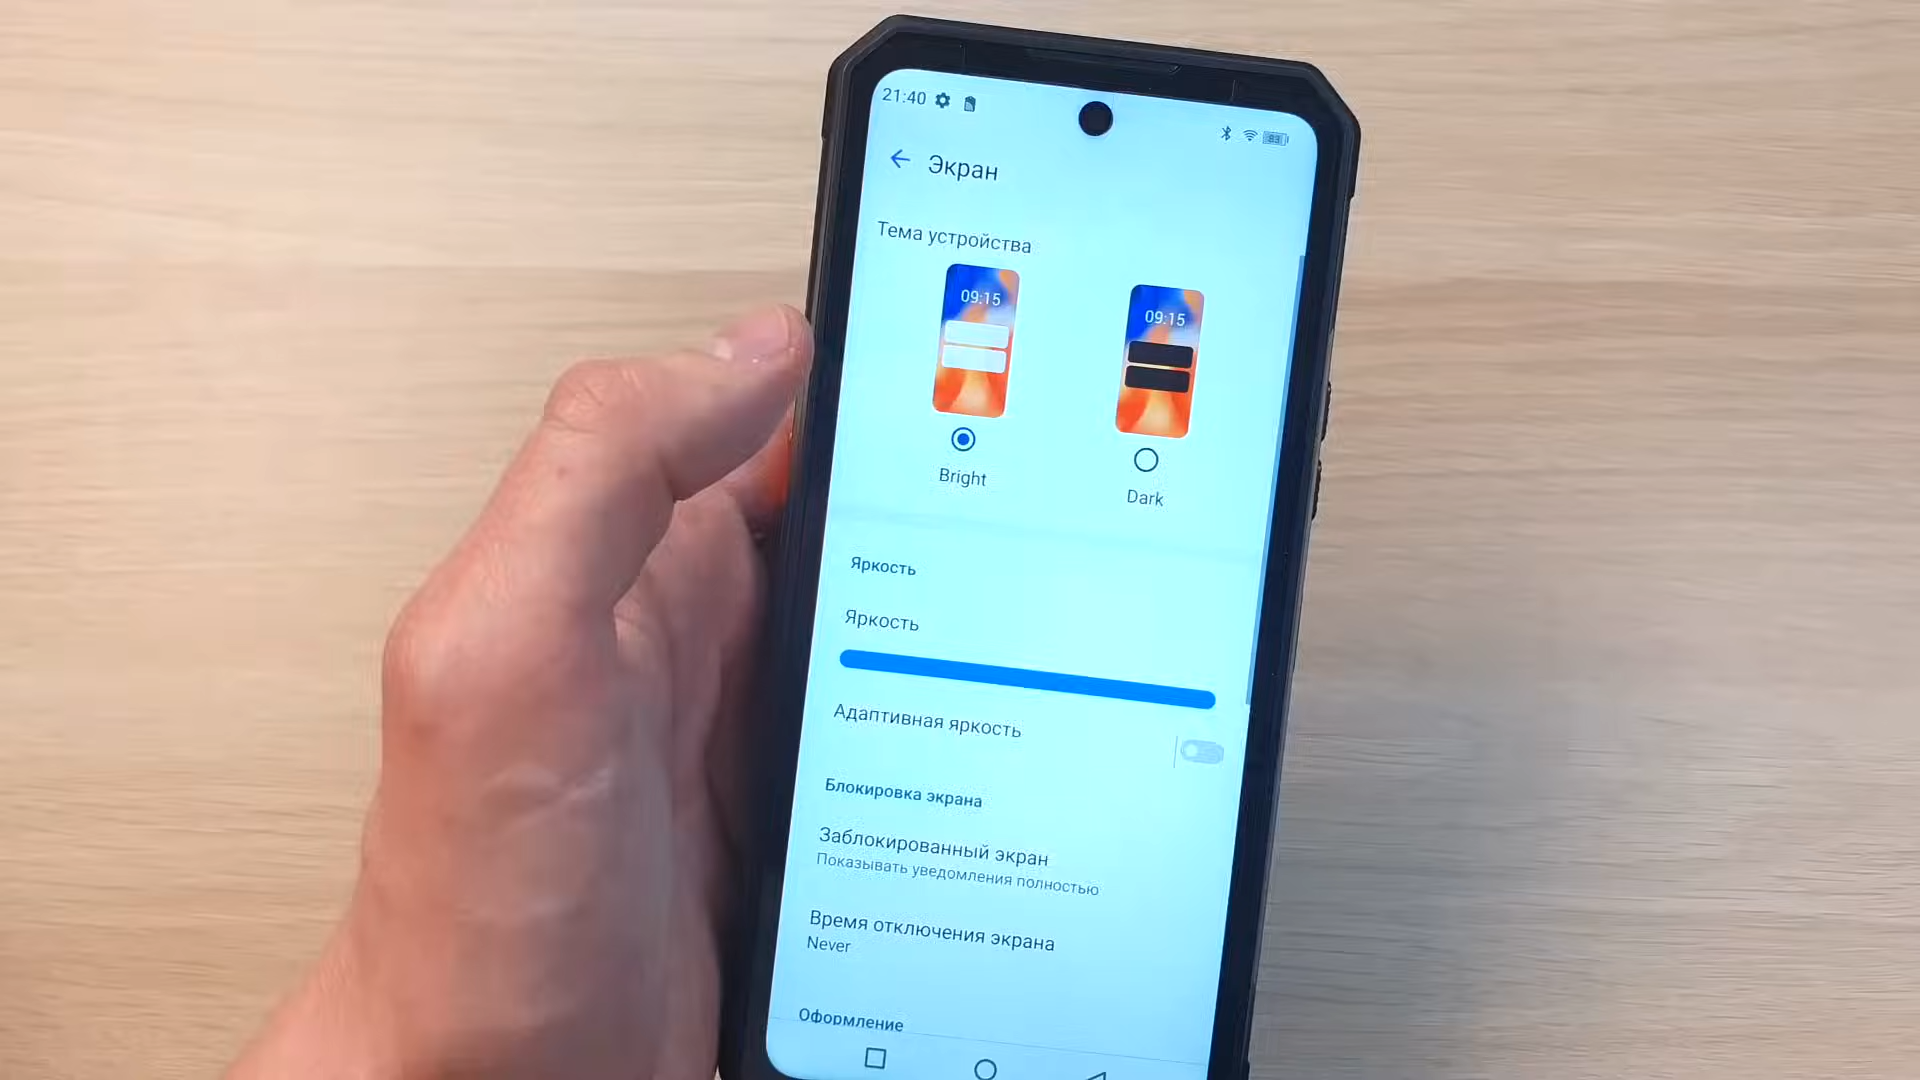 21:40
83
Экран
Тема устройства
09:15
09:15
Bright
Dark
Яркость
Яркость
Адаптивная яркость
Блокировка экрана
Заблокированный экран
Показывать уведомления полностью
Время отключения экрана
Never
Оформление